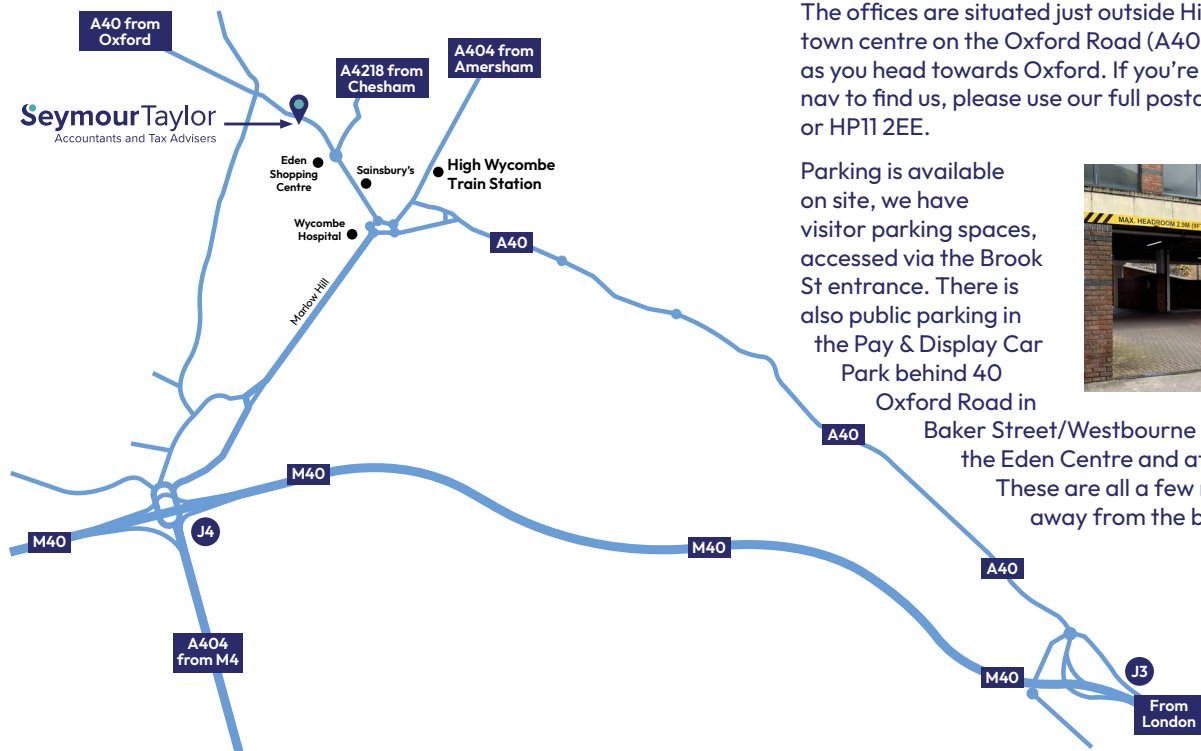 A40 from
Oxford
A404 from
Amersham
A4218 from
Chesham
SeymourTaylor
Accountants and Tax Advisers
Eden
Shopping
Centre
Sainsbury's
High Wycombe
Train Station
Wycombe
Hospital
A40
Marlow Hill
A40
M40
M40
J4
M40
A40
A404
from M4
M40
J3
From
London
The offices are situated just outside Hi
town centre on the Oxford Road (A40
as you head towards Oxford. If you're
nav to find us, please use our full posta
or HP11 2EE.
Parking is available
on site, we have
visitor parking spaces,
accessed via the Brook
St entrance. There is
also public parking in
the Pay & Display Car
Park behind 40
Oxford Road in
Baker Street/Westbourne
the Eden Centre and at
These are all a few
away from the b
MAX. HEADROOM 2.9M